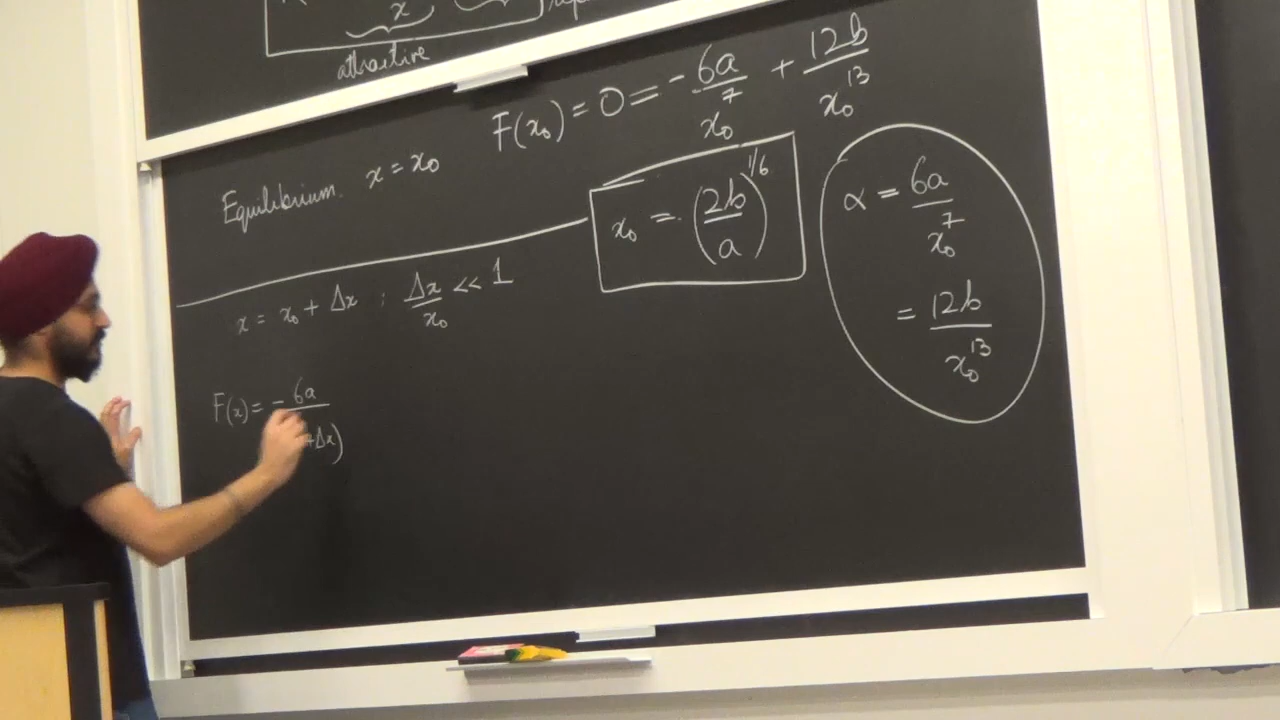 x
attractive
F(x₀) = 0 = - 6a/x₀⁷ + 12b/x₀¹³
Equilibrium. x = x₀
x₀ = (2b/a)^1/6
α = 6a/x₀⁷
= 12b/x₀¹³
x = x₀ + Δx ; Δx/x₀ << 1
F(x) = - 6a/ +Δx)